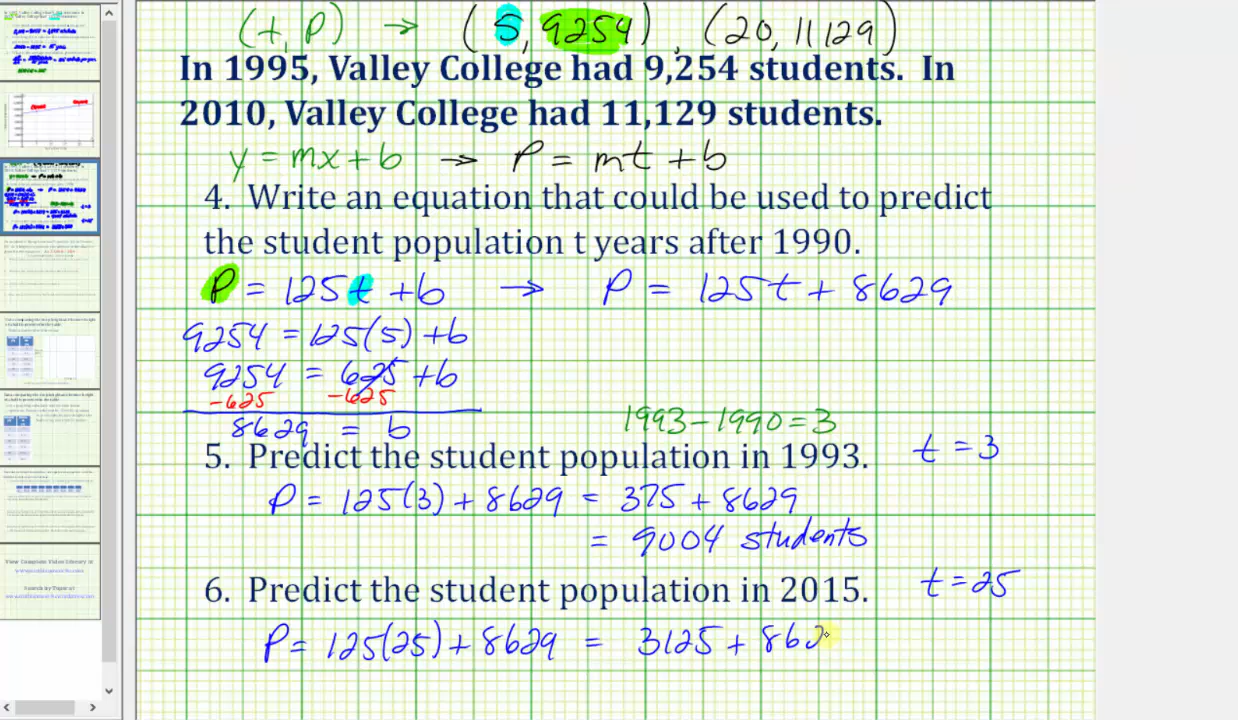 (t, P) → (5, 9254), (20, 11129)
In 1995, Valley College had 9,254 students. In
2010, Valley College had 11,129 students.
y = mx + b → P = mt + b
4. Write an equation that could be used to predict
the student population t years after 1990.
P = 125t + b → P = 125t + 8629
9254 = 125(5) + b
9254 = 625 + b
-625 -625
8629 = b
1993 - 1990 = 3
5. Predict the student population in 1993. t = 3
P = 125(3) + 8629 = 375 + 8629
= 9004 students
6. Predict the student population in 2015. t = 25
P = 125(25) + 8629 = 3125 + 862